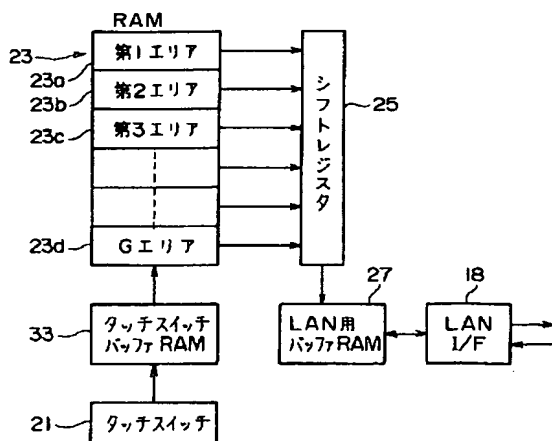 RAM
23
第1エリア
23a
第2エリア
23b
第3エリア
23c
Gエリア
23d
シフトレジスタ
25
27
18
33
タッチスイッチ
バッファRAM
LAN用
バッファRAM
LAN
I/F
21
タッチスイッチ